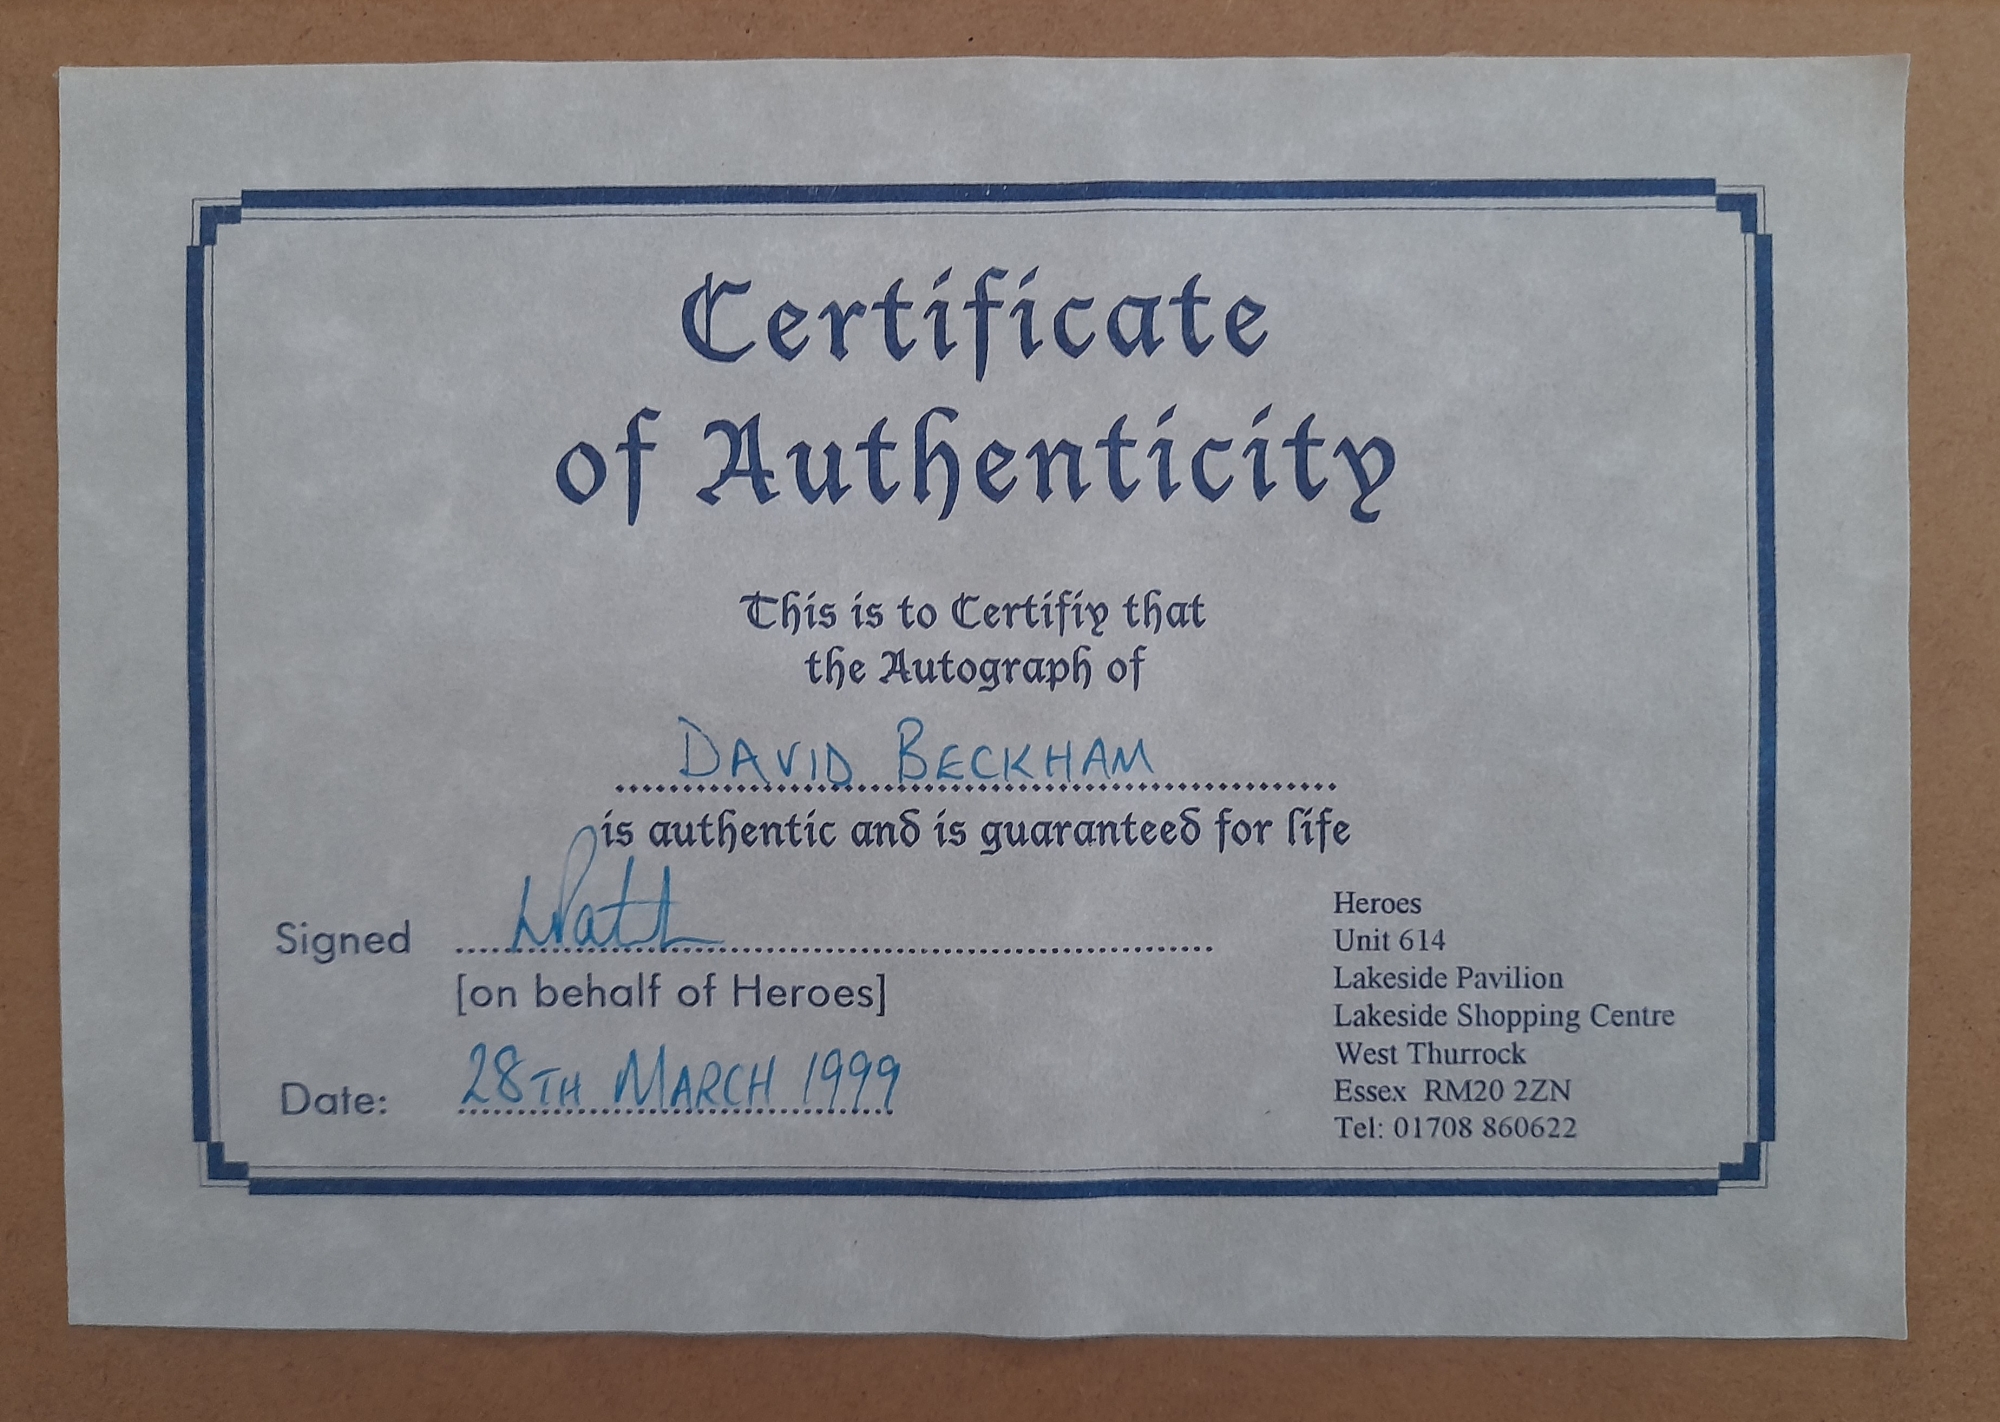 Certificate
of Authenticity
This is to Certifiy that
the Autograph of
DAVID BECKHAM
is authentic and is guaranteed for life
Signed
[on behalf of Heroes]
Date: 28TH MARCH 1999
Heroes
Unit 614
Lakeside Pavilion
Lakeside Shopping Centre
West Thurrock
Essex RM20 2ZN
Tel: 01708 860622